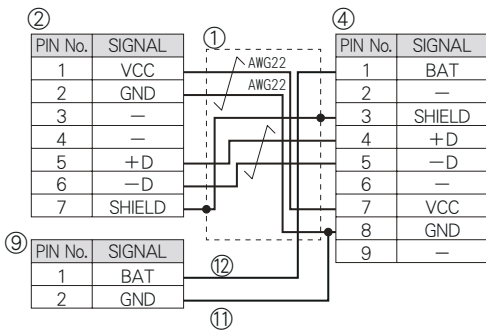 ②
PIN No. SIGNAL
1 VCC
2 GND
3 —
4 —
5 +D
6 —D
7 SHIELD
①
AWG22
AWG22
④
PIN No. SIGNAL
1 BAT
2 —
3 SHIELD
4 +D
5 —D
6 —
7 VCC
8 GND
9 —
⑨
PIN No. SIGNAL
1 BAT
2 GND
⑫
⑪